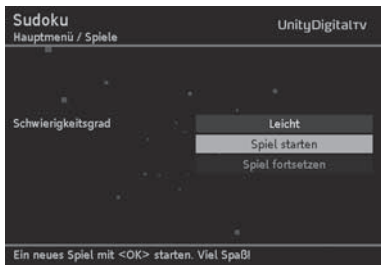 Sudoku
UnityDigitalTV
Hauptmenü / Spiele
Schwierigkeitsgrad
Leicht
Spiel starten
Spiel fortsetzen
Ein neues Spiel mit <OK> starten. Viel Spaß!